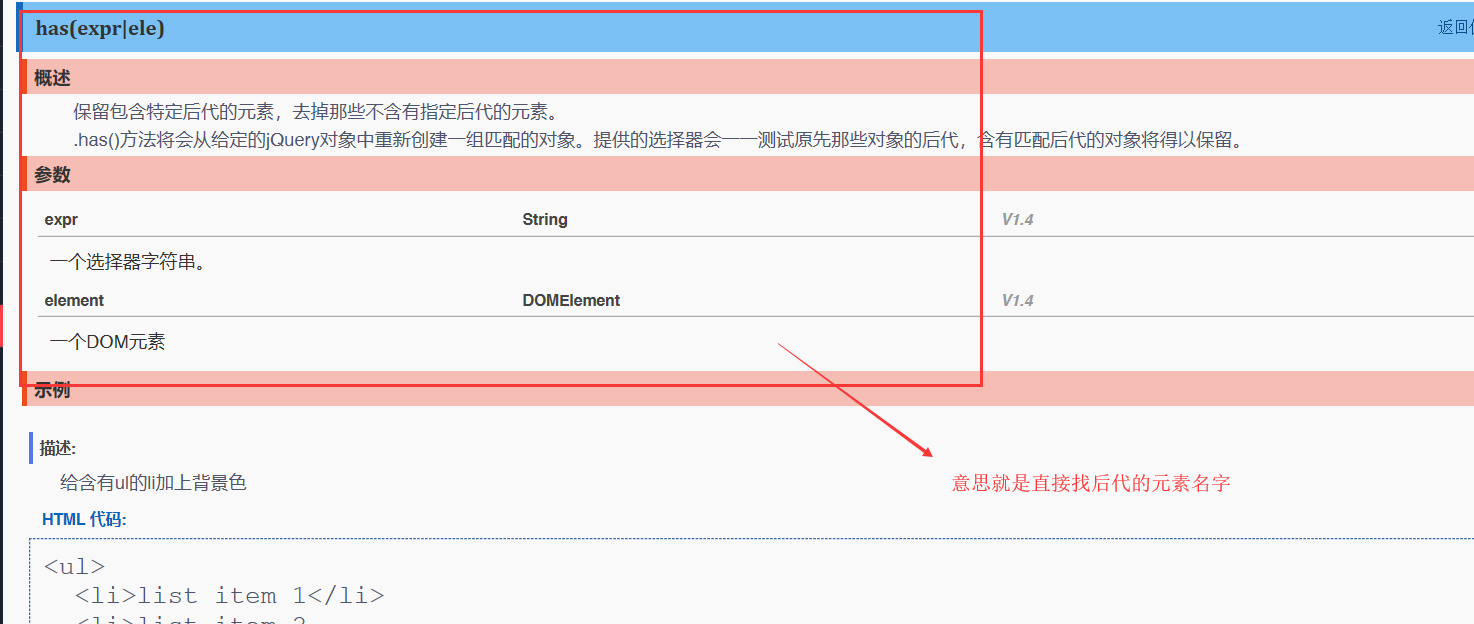 has(expr|ele)
返回
概述
保留包含特定后代的元素，去掉那些不含有指定后代的元素。
.has()方法将会从给定的jQuery对象中重新创建一组匹配的对象。提供的选择器会一一测试原先那些对象的后代，含有匹配后代的对象将得以保留。
参数
expr String V1.4
一个选择器字符串。
element DOMElement V1.4
一个DOM元素
示例
描述:
给含有ul的li加上背景色
意思就是直接找后代的元素名字
HTML 代码:
<ul>
<li>list item 1</li>
<li>list item 2